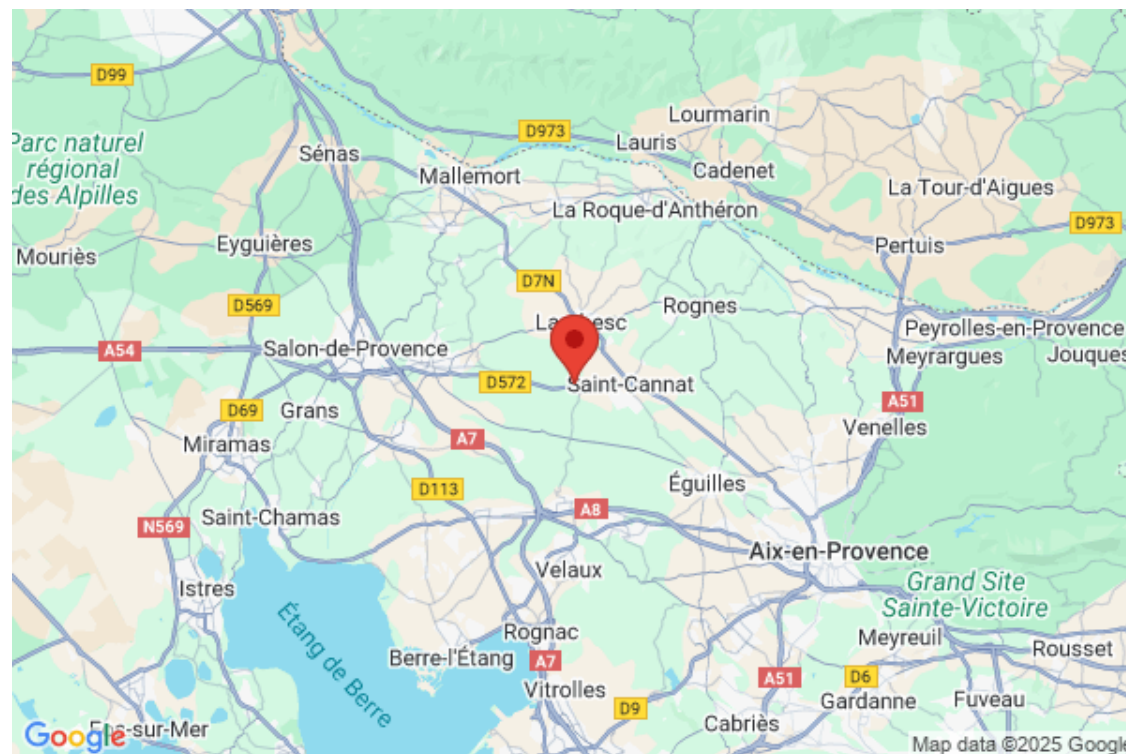 D99
Parc naturel
régional
des Alpilles
Sénas
Mallemort
D973
Lauris
Lourmarin
Cadenet
La Tour-d'Aigues
La Roque-d'Anthéron
D973
Mouriès
Eyguières
Pertuis
D7N
D569
Rognes
Peyrolles-en-Provence
Meyrargues
Jouques
A54
Salon-de-Provence
D572
Saint-Cannat
D69
Grans
A51
Venelles
A7
Miramas
D113
Éguilles
N569
Saint-Chamas
A8
Aix-en-Provence
Velaux
Istres
Étang de Berre
Grand Site
Sainte-Victoire
Rognac
Meyreuil
Rousset
Berre-l'Étang
A7
Vitrolles
A51
D6
Gardanne
Fuveau
D9
Cabriès
Google
Map data ©2025 Google